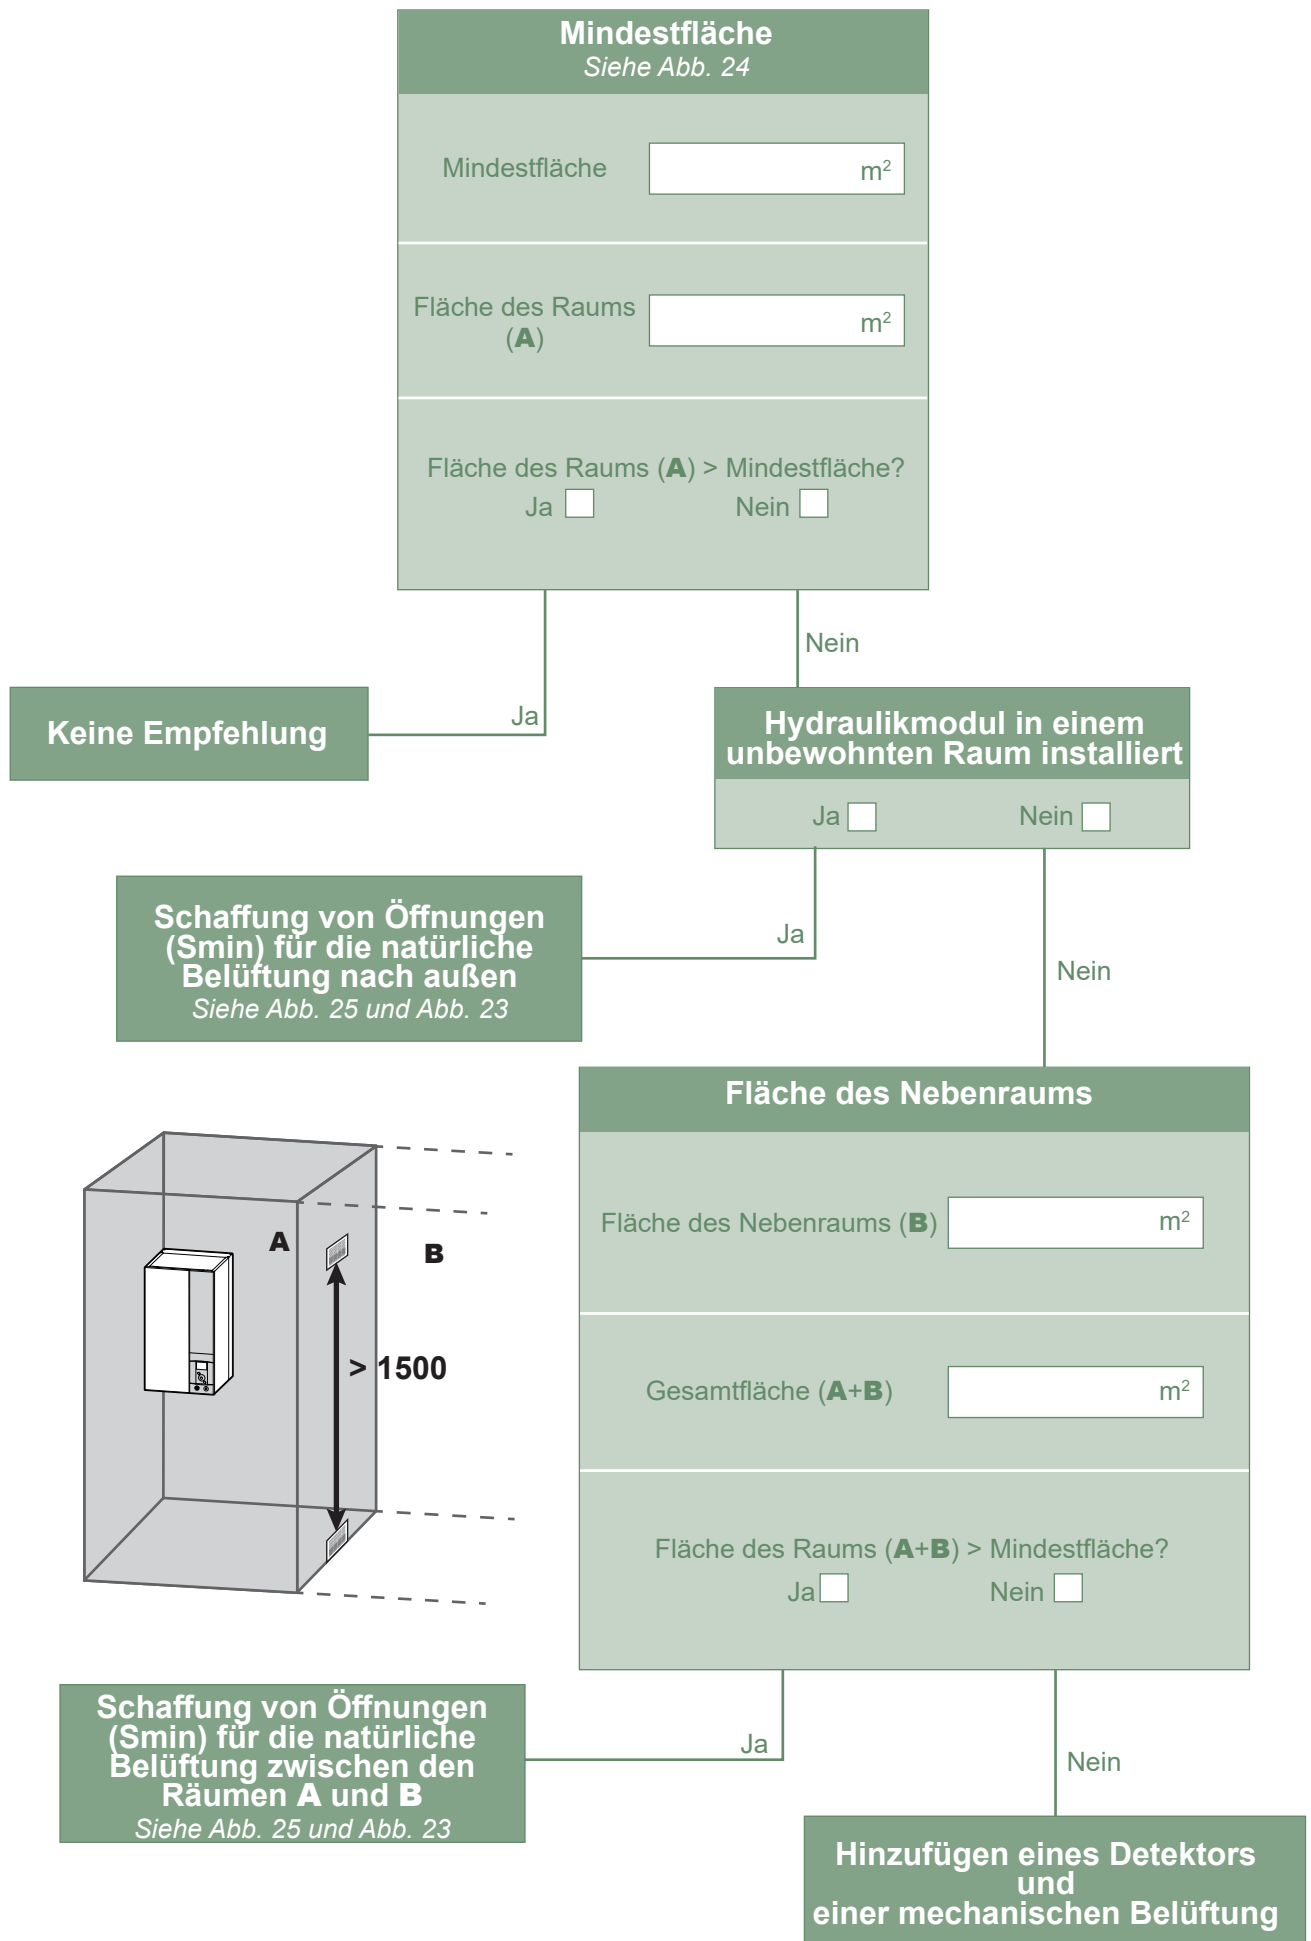 Mindestfläche
Siehe Abb. 24
Mindestfläche
m²
Fläche des Raums
(A)
m²
Fläche des Raums (A) > Mindestfläche?
Ja
Nein
Nein
Ja
Keine Empfehlung
Hydraulikmodul in einem
unbewohnten Raum installiert
Ja
Nein
Schaffung von Öffnungen
(Smin) für die natürliche
Belüftung nach außen
Siehe Abb. 25 und Abb. 23
Ja
Nein
Fläche des Nebenraums
Fläche des Nebenraums (B)
m²
A
B
> 1500
Gesamtfläche (A+B)
m²
Fläche des Raums (A+B) > Mindestfläche?
Ja
Nein
Schaffung von Öffnungen
(Smin) für die natürliche
Belüftung zwischen den
Räumen A und B
Siehe Abb. 25 und Abb. 23
Ja
Nein
Hinzufügen eines Detektors
und
einer mechanischen Belüftung